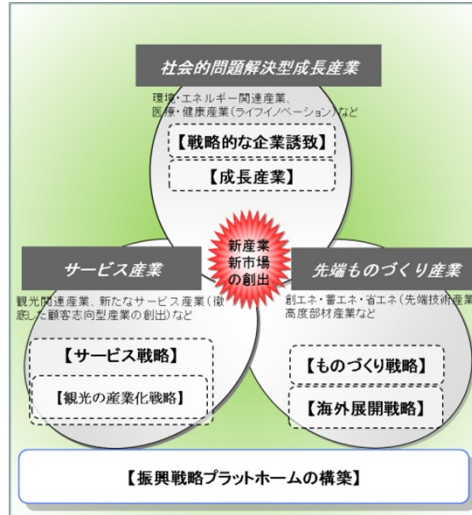 社会的問題解決型成長産業
環境・エネルギー関連産業、
医療・健康産業(ライフイノベーション)など
【戦略的な企業誘致】
【成長産業】
新産業
新市場
の創出
サービス産業
観光関連産業、新たなサービス産業(徹
底した顧客志向型産業の創出)など
【サービス戦略】
【観光の産業化戦略】
先端ものづくり産業
創エネ・蓄エネ・省エネ(先端技術産業
高度部材産業など
【ものづくり戦略】
【海外展開戦略】
【振興戦略プラットホームの構築】